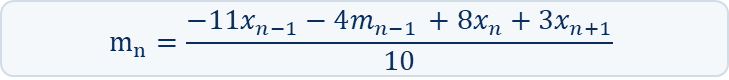 mₙ = (−11xₙ₋₁ − 4mₙ₋₁ + 8xₙ + 3xₙ₊₁) / 10